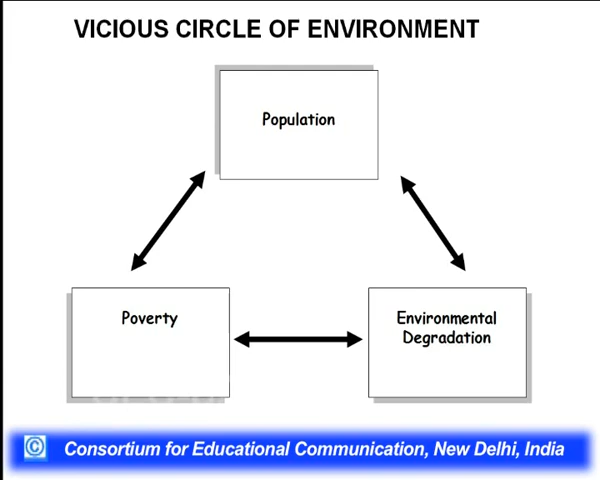 VICIOUS CIRCLE OF ENVIRONMENT
Population
Poverty
Environmental
Degradation
© Consortium for Educational Communication, New Delhi, India